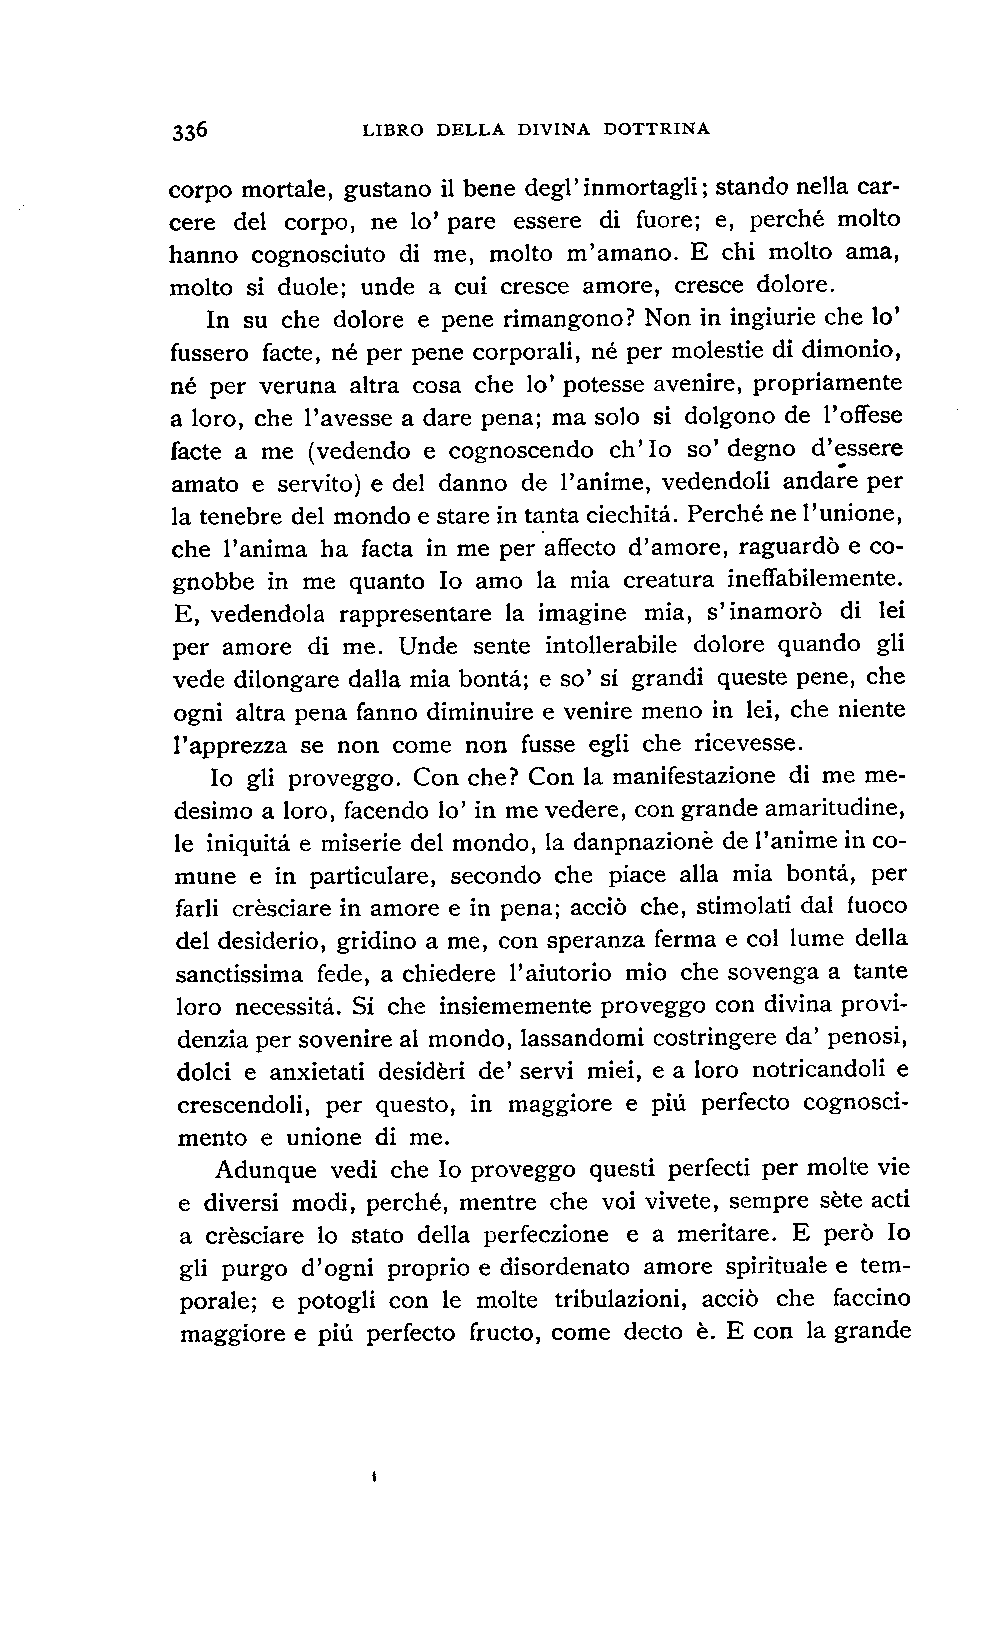 336 LIBRO DELLA DIVINA DOTTRINA
corpo mortale, gustano il bene degl'inmortagli; stando nella car-
cere del corpo, ne lo' pare essere di fuore; e, perché molto
hanno cognosciuto di me, molto m'amano. E chi molto ama,
molto si duole; unde a cui cresce amore, cresce dolore.
In su che dolore e pene rimangono? Non in ingiurie che lo'
fussero facte, né per pene corporali, né per molestie di dimonio,
né per veruna altra cosa che lo' potesse avenire, propriamente
a loro, che l'avesse a dare pena; ma solo si dolgono de l'offese
facte a me (vedendo e cognoscendo ch'Io so' degno d'essere
amato e servito) e del danno de l'anime, vedendoli andare per
la tenebre del mondo e stare in tanta ciechitá. Perché ne l'unione,
che l'anima ha facta in me per affecto d'amore, raguardò e co-
gnobbe in me quanto Io amo la mia creatura ineffabilemente.
E, vedendola rappresentare la imagine mia, s'inamorò di lei
per amore di me. Unde sente intollerabile dolore quando gli
vede dilongare dalla mia bontá; e so' sí grandi queste pene, che
ogni altra pena fanno diminuire e venire meno in lei, che niente
l'apprezza se non come non fusse egli che ricevesse.
Io gli proveggo. Con che? Con la manifestazione di me me-
desimo a loro, facendo lo' in me vedere, con grande amaritudine,
le iniquitá e miserie del mondo, la danpnazionè de l'anime in co-
mune e in particulare, secondo che piace alla mia bontá, per
farli crèsciare in amore e in pena; acciò che, stimolati dal fuoco
del desiderio, gridino a me, con speranza ferma e col lume della
sanctissima fede, a chiedere l'aiutorio mio che sovenga a tante
loro necessitá. Sí che insiememente proveggo con divina provi-
denzia per sovenire al mondo, lassandomi costringere da' penosi,
dolci e anxietati desidèri de' servi miei, e a loro notricandoli e
crescendoli, per questo, in maggiore e piú perfecto cognosci-
mento e unione di me.
Adunque vedi che Io proveggo questi perfecti per molte vie
e diversi modi, perché, mentre che voi vivete, sempre sète acti
a crèsciare lo stato della perfeczione e a meritare. E però Io
gli purgo d'ogni proprio e disordenato amore spirituale e tem-
porale; e potogli con le molte tribulazioni, acciò che faccino
maggiore e piú perfecto fructo, come decto è. E con la grande